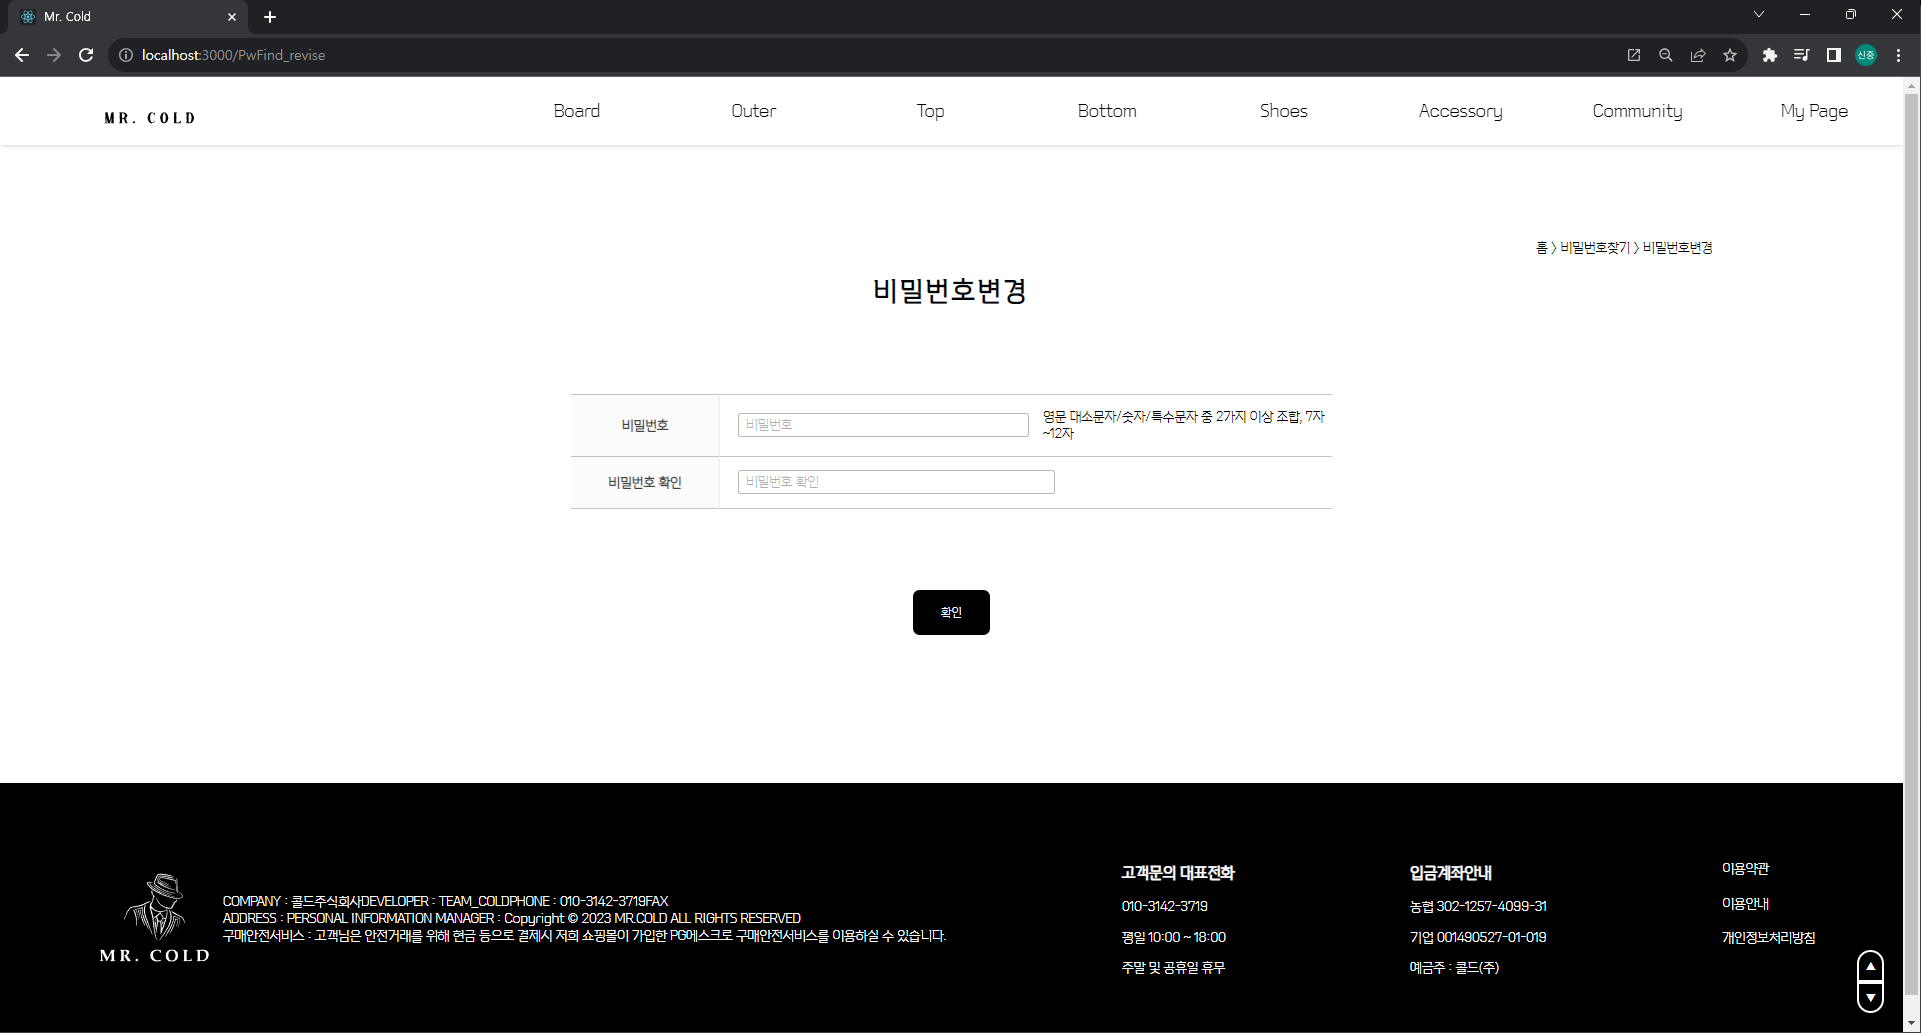 Mr. Cold
localhost:3000/PwFind_revise
신중
MR. COLD
Board
Outer
Top
Bottom
Shoes
Accessory
Community
My Page
홈 > 비밀번호찾기 > 비밀번호변경
비밀번호변경
비밀번호
비밀번호
영문 대소문자/숫자/특수문자 중 2가지 이상 조합, 7자
~12자
비밀번호 확인
비밀번호 확인
확인
MR. COLD
COMPANY : 콜드주식회사DEVELOPER : TEAM_COLDPHONE : 010-3142-3719FAX
ADDRESS : PERSONAL INFORMATION MANAGER : Copyright © 2023 MR.COLD ALL RIGHTS RESERVED
구매안전서비스 : 고객님은 안전거래를 위해 현금 등으로 결제시 저희 쇼핑몰이 가입한 PG에스크로 구매안전서비스를 이용하실 수 있습니다.
고객문의 대표전화
010-3142-3719
평일 10:00 ~ 18:00
주말 및 공휴일 휴무
입금계좌안내
농협 302-1257-4099-31
기업 001490527-01-019
예금주 : 콜드(주)
이용약관
이용안내
개인정보처리방침